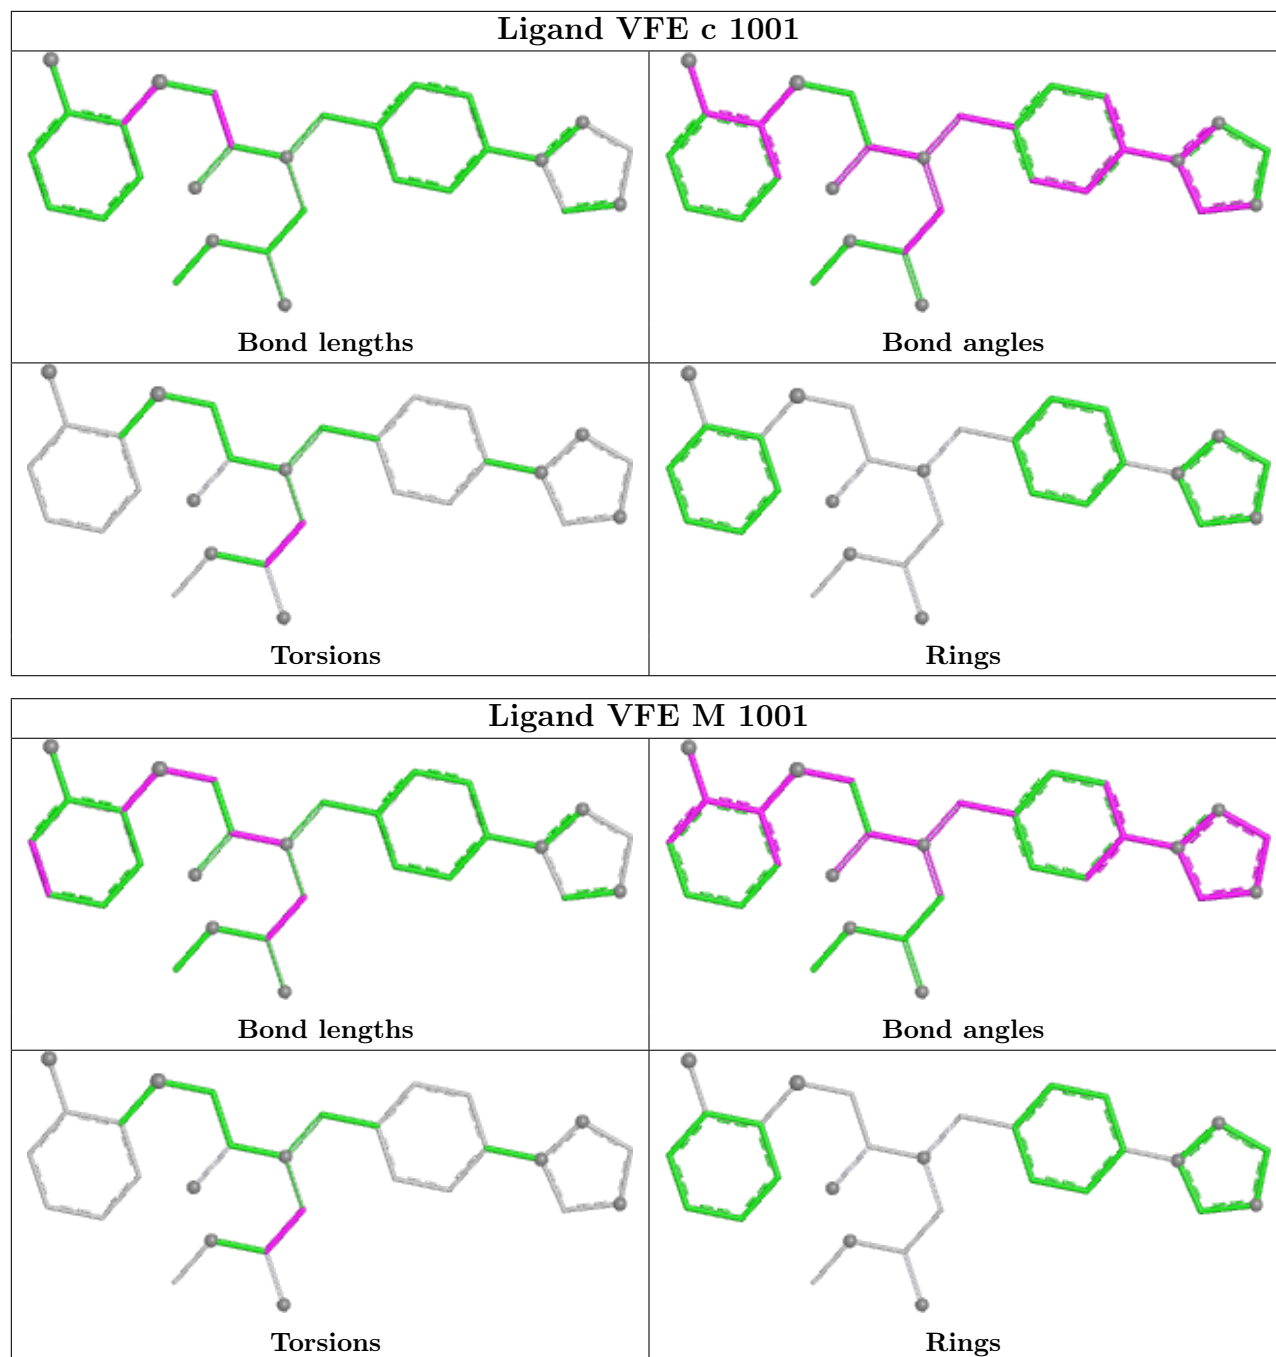 Ligand VFE c 1001
Bond lengths
Bond angles
Torsions
Rings
Ligand VFE M 1001
Bond lengths
Bond angles
Torsions
Rings